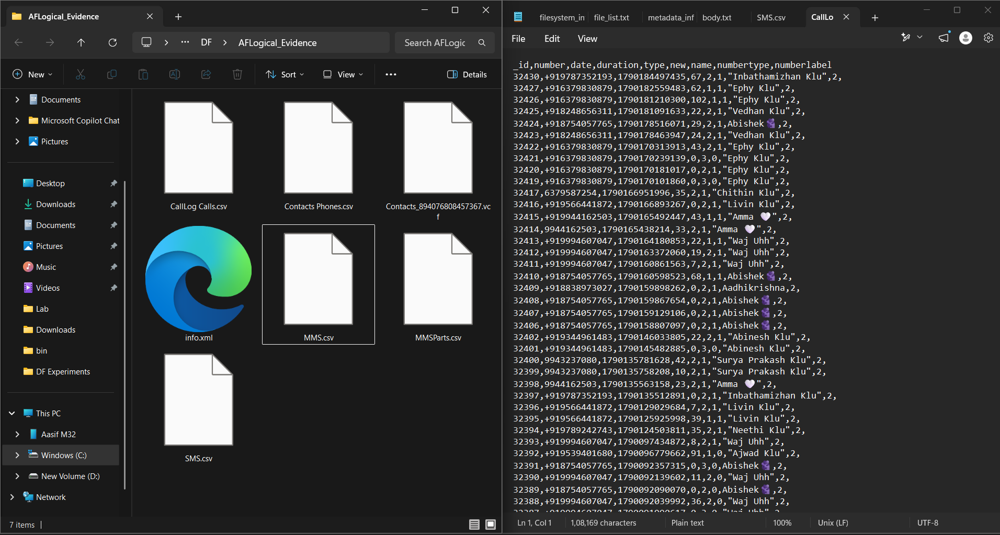 AFLogical_Evidence
DF
AFLogical_Evidence
Search AFLogic
New
Sort
View
Details
Documents
Microsoft Copilot Chat
Pictures
Desktop
Downloads
Documents
Pictures
Music
Videos
Lab
Downloads
bin
DF Experiments
This PC
Aasif M32
Windows (C:)
New Volume (D:)
Network
CallLog Calls.csv
Contacts Phones.csv
Contacts_894076808457367.vc
f
info.xml
MMS.csv
MMSParts.csv
SMS.csv
7 items
filesystem_in
file_list.txt
metadata_inf
body.txt
SMS.csv
CallLo
File
Edit
View
_id,number,date,duration,type,new,name,numbertype,numberlabel
32430,+919787352193,1790184497435,67,2,1,"Inbathamizhan Klu",2,
32427,+916379830879,1790182559483,62,1,1,"Ephy Klu",2,
32426,+916379830879,1790181210300,102,1,1,"Ephy Klu",2,
32425,+918248656311,1790181091633,22,2,1,"Vedhan Klu",2,
32424,+918754057765,1790178516071,29,2,1,Abishek,2,
32423,+918248656311,1790178463947,24,2,1,"Vedhan Klu",2,
32422,+916379830879,1790170313913,43,2,1,"Ephy Klu",2,
32421,+916379830879,1790170239139,0,3,0,"Ephy Klu",2,
32420,+916379830879,1790170181017,0,2,1,"Ephy Klu",2,
32419,+916379830879,1790170101860,0,3,0,"Ephy Klu",2,
32417,6379587254,1790166951996,35,2,1,"Chithin Klu",2,
32416,+919566441872,1790166893267,0,2,1,"Livin Klu",2,
32415,+919944162503,1790165492447,43,1,1,"Amma 🤍",2,
32414,9944162503,1790165438214,33,2,1,"Amma 🤍",2,
32413,+919994607047,1790164180853,22,1,1,"Waj Uhh",2,
32412,+919994607047,1790163372060,19,2,1,"Waj Uhh",2,
32411,+919994607047,1790160861563,7,2,1,"Waj Uhh",2,
32410,+918754057765,1790160598523,68,1,1,Abishek,2,
32409,+918838973027,1790159898262,0,2,1,Aadhikrishna,2,
32408,+918754057765,1790159867654,0,2,1,Abishek,2,
32407,+918754057765,1790159129106,0,2,1,Abishek,2,
32406,+918754057765,1790158807097,0,2,1,Abishek,2,
32402,+919344961483,1790146033805,22,2,1,"Abinesh Klu",2,
32401,+919344961483,1790145482885,0,3,0,"Abinesh Klu",2,
32400,9943237080,1790135781628,42,2,1,"Surya Prakash Klu",2,
32399,9943237080,1790135758208,10,2,1,"Surya Prakash Klu",2,
32398,9944162503,1790135563158,23,2,1,"Amma 🤍",2,
32397,+919787352193,1790135512891,0,2,1,"Inbathamizhan Klu",2,
32396,+919566441872,1790129029684,7,2,1,"Livin Klu",2,
32395,+919566441872,1790125925998,39,1,1,"Livin Klu",2,
32394,+919789242743,1790124503811,35,2,1,"Neethi Klu",2,
32393,+919994607047,1790097434872,8,2,1,"Waj Uhh",2,
32392,+919539401680,1790096779662,91,1,0,"Ajwad Klu",2,
32391,+918754057765,1790092357315,0,3,0,Abishek,2,
32390,+919994607047,1790092139602,11,2,0,"Waj Uhh",2,
32389,+918754057765,1790092090070,0,2,0,Abishek,2,
32388,+919994607047,1790092039992,36,2,0,"Waj Uhh",2,
Ln 1, Col 1
1,08,169 characters
Plain text
100%
Unix (LF)
UTF-8